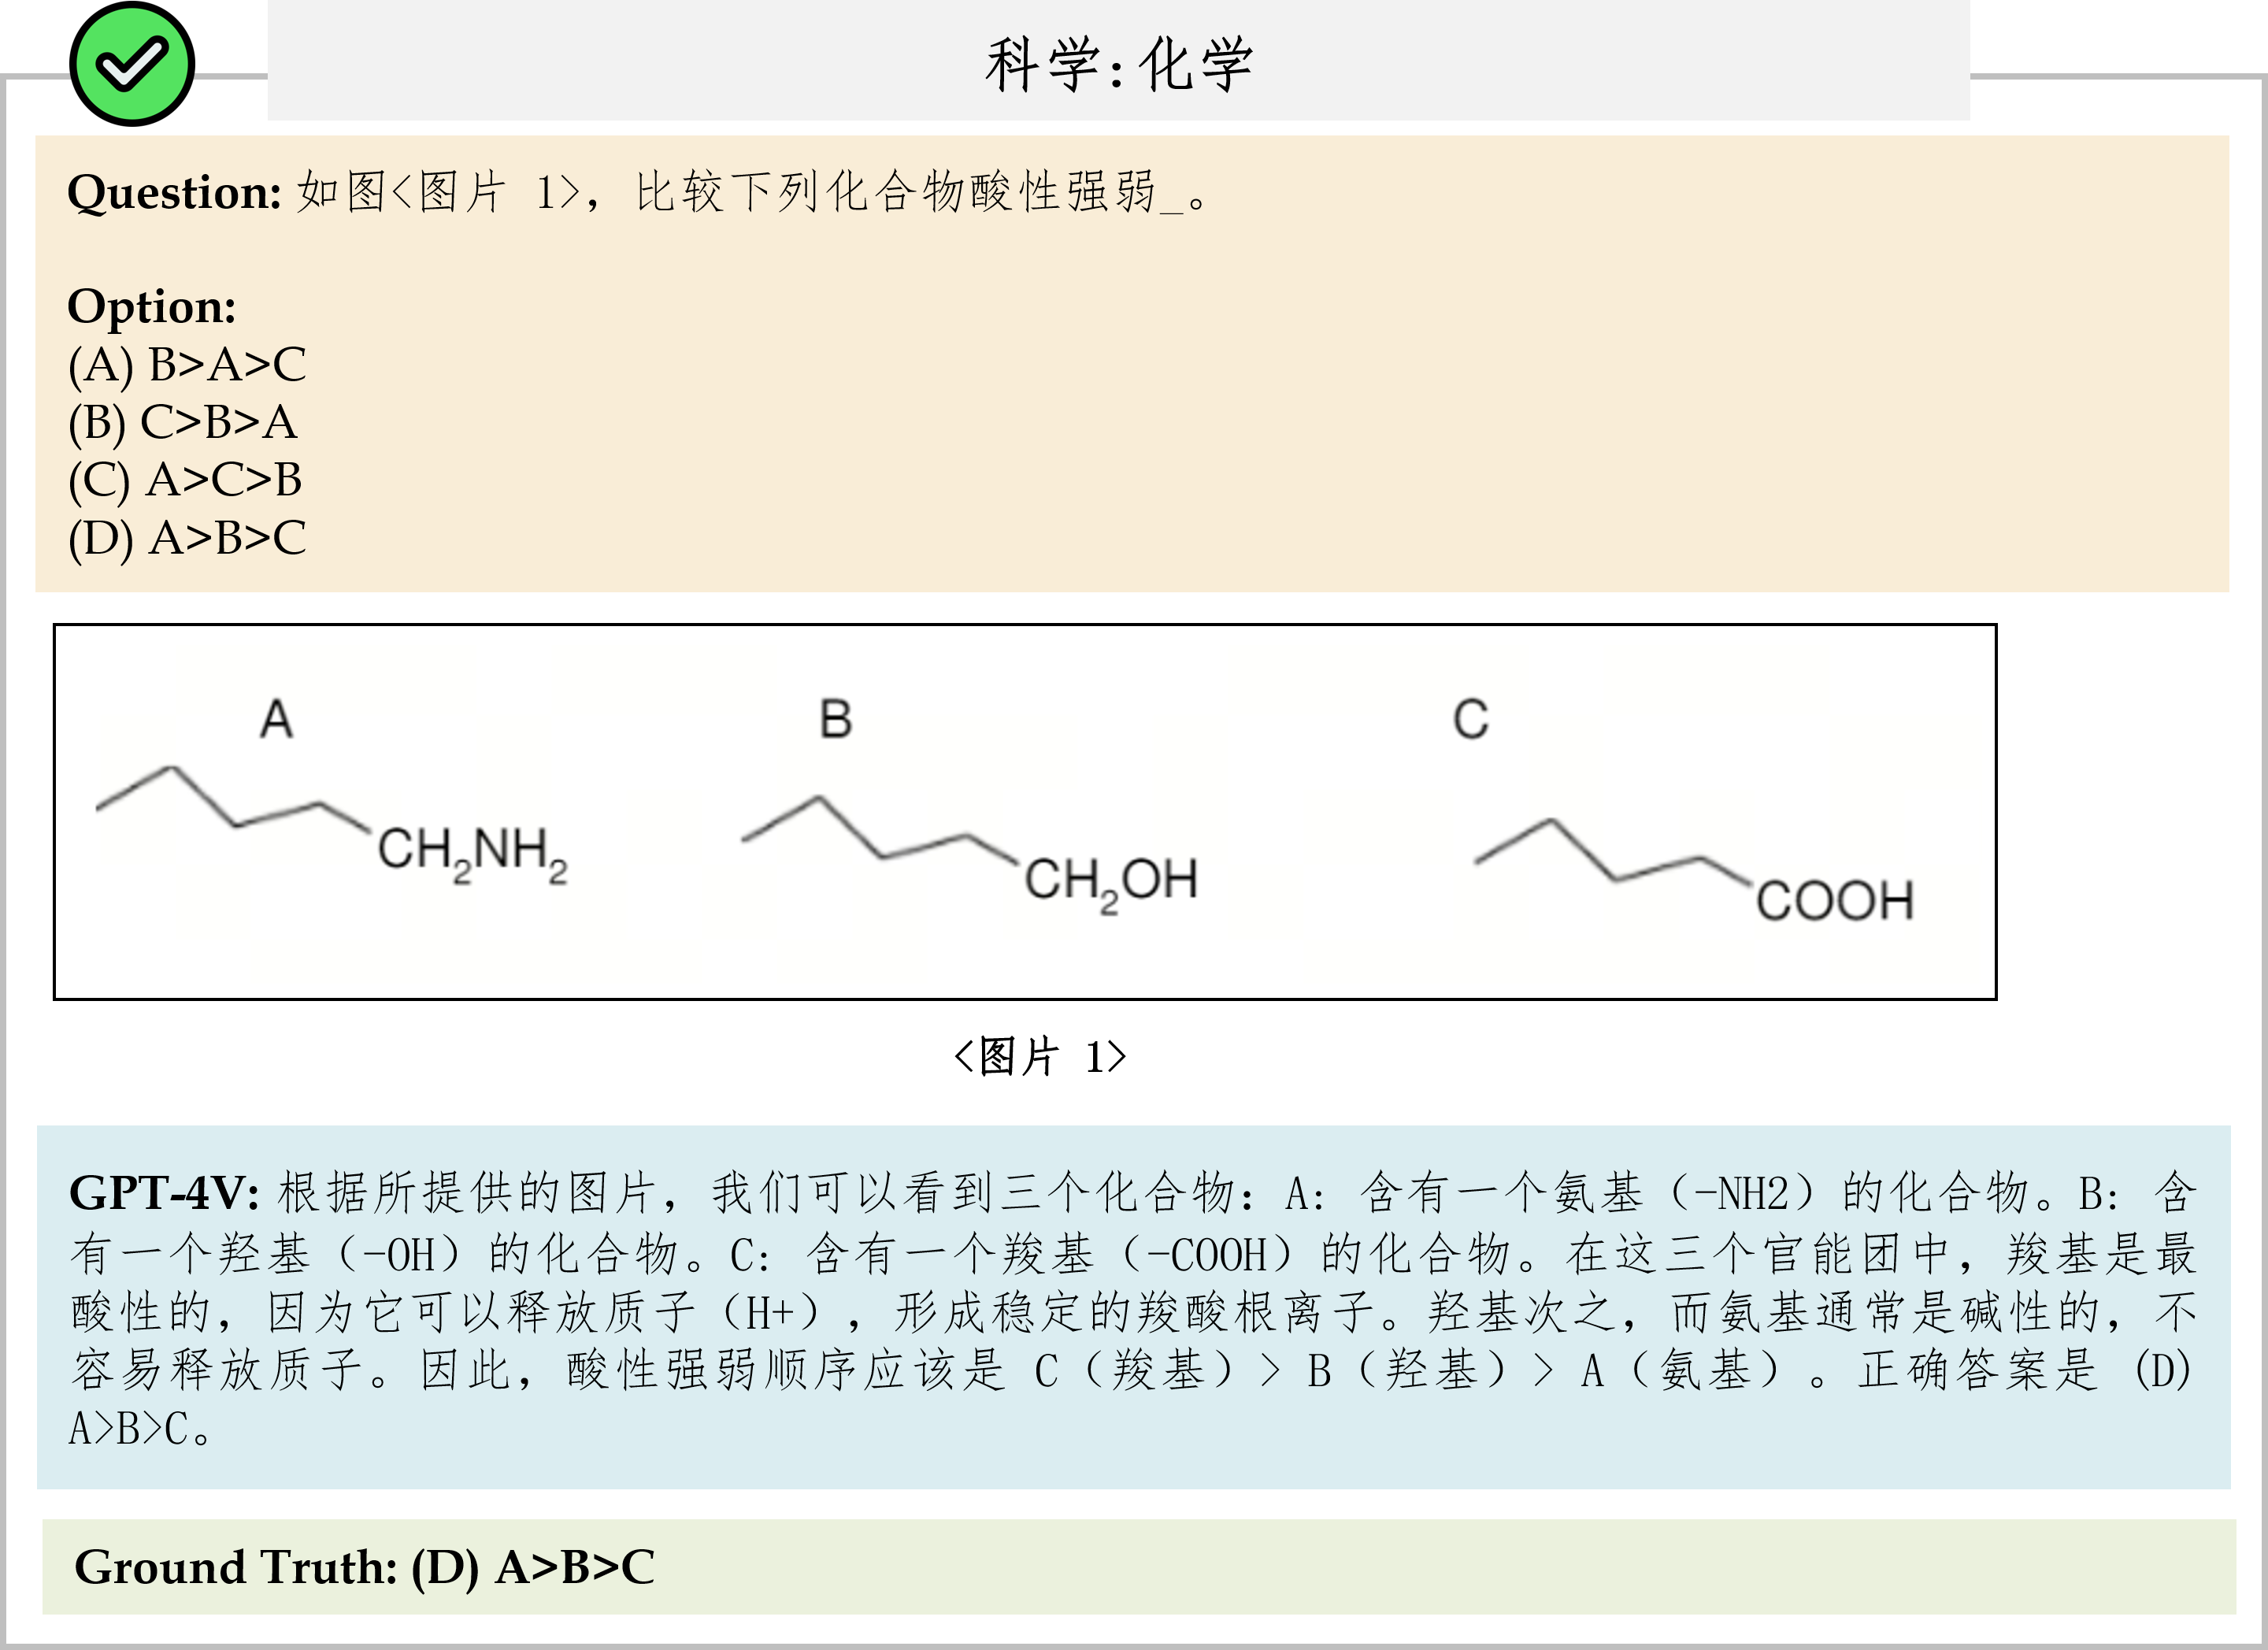 科学:化学
Question: 如图<图片 1>，比较下列化合物酸性强弱_。
Option:
(A) B>A>C
(B) C>B>A
(C) A>C>B
(D) A>B>C
A
B
C
CH2NH2
CH2OH
COOH
<图片 1>
GPT-4V: 根据所提供的图片，我们可以看到三个化合物：A: 含有一个氨基（-NH2）的化合物。B: 含
有一个羟基（-OH）的化合物。C: 含有一个羧基（-COOH）的化合物。在这三个官能团中，羧基是最
酸性的，因为它可以释放质子（H+），形成稳定的羧酸根离子。羟基次之，而氨基通常是碱性的，不
容易释放质子。因此，酸性强弱顺序应该是 C（羧基）> B（羟基）> A（氨基）。正确答案是 (D)
A>B>C。
Ground Truth: (D) A>B>C